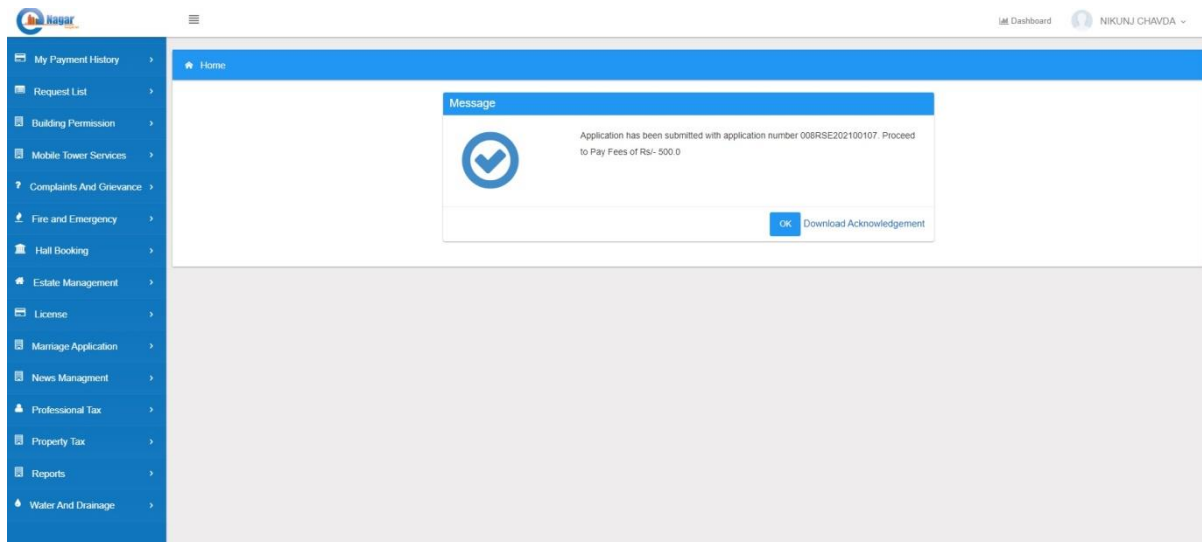 Nagar
Dashboard
NIKUNJ CHAVDA
My Payment History
Request List
Building Permission
Mobile Tower Services
Complaints And Grievance
Fire and Emergency
Hall Booking
Estate Management
License
Marriage Application
News Managment
Professional Tax
Property Tax
Reports
Water And Drainage
Home
Message
Application has been submitted with application number 008RSE202100107. Proceed
to Pay Fees of Rs/- 500.0
OK Download Acknowledgement